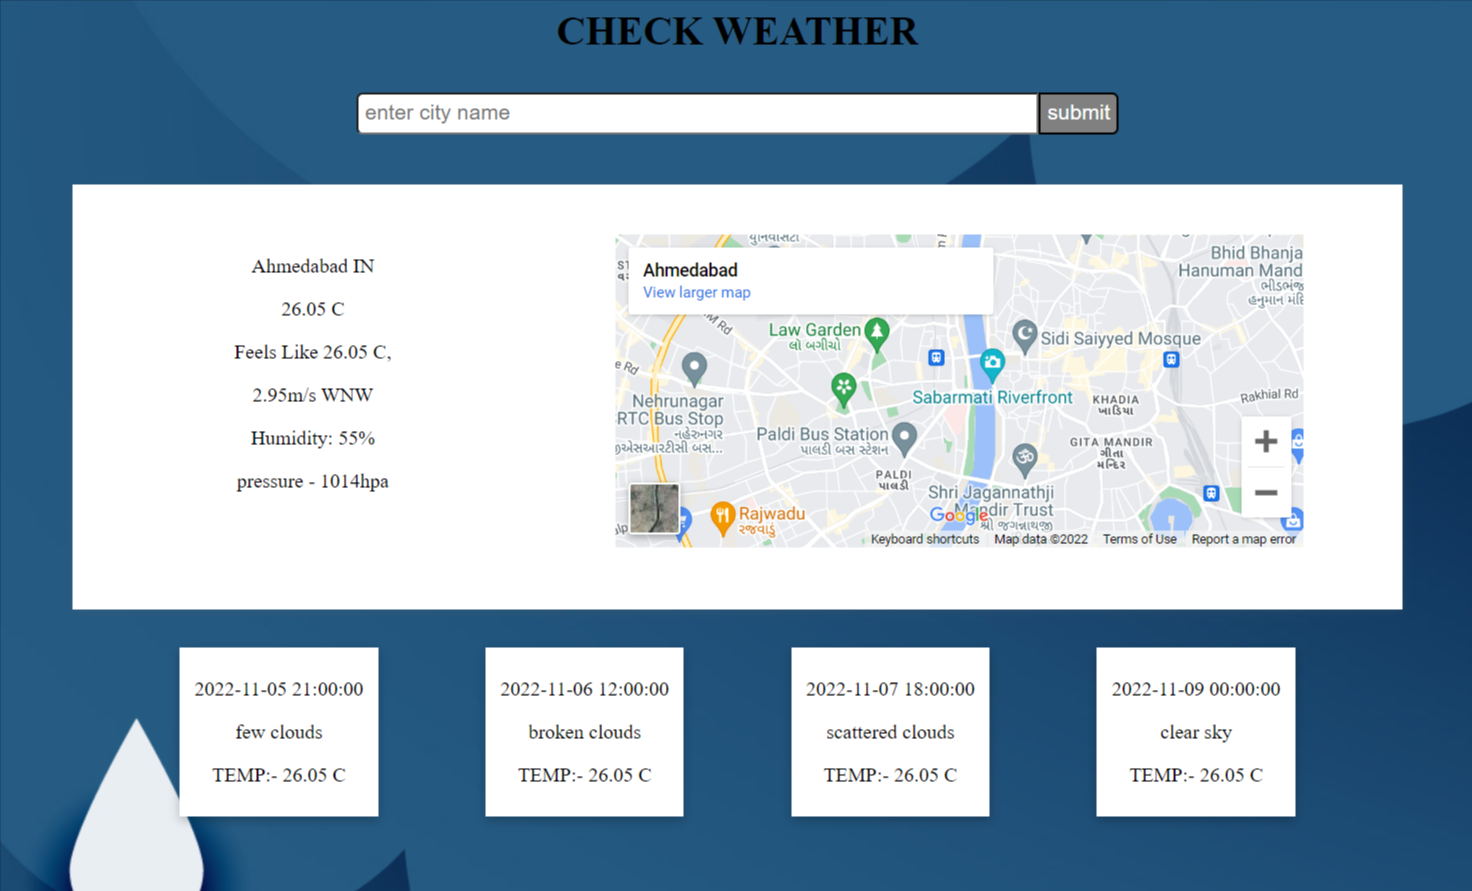 CHECK WEATHER
enter city name
submit
Ahmedabad IN
26.05 C
Feels Like 26.05 C,
2.95m/s WNW
Humidity: 55%
pressure - 1014hpa
Ahmedabad
View larger map
Bhid Bhanja
Hanuman Mand
M Rd
Law Garden
લો બગીચો
Sidi Saiyyed Mosque
e Rd
Nehrunagar
RTC Bus Stop
Sabarmati Riverfront
KHADIA
ખાડિયા
Rakhial Rd
Paldi Bus Station
પાલડી બસ સ્ટેશન
GITA MANDIR
ગીતા
મંદિર
PALDI
પાલડી
Shri Jagannathji
Mandir Trust
શ્રી જગન્નાથજી
Rajwadu
રજવાડું
Google
Keyboard shortcuts
Map data ©2022
Terms of Use
Report a map error
2022-11-05 21:00:00
few clouds
TEMP:- 26.05 C
2022-11-06 12:00:00
broken clouds
TEMP:- 26.05 C
2022-11-07 18:00:00
scattered clouds
TEMP:- 26.05 C
2022-11-09 00:00:00
clear sky
TEMP:- 26.05 C